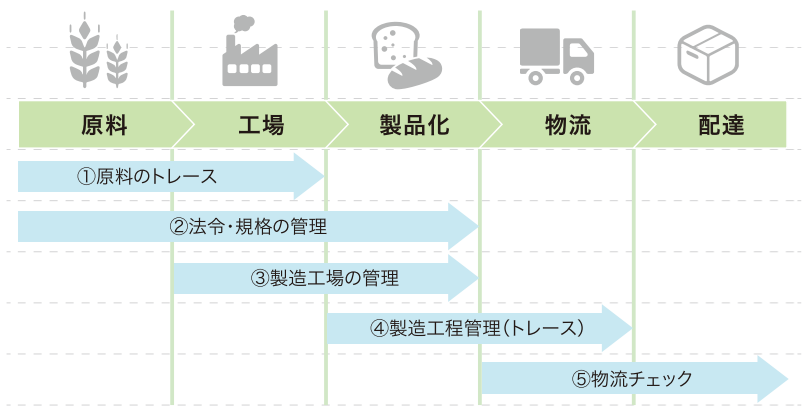 原料 工場 製品化 物流 配達
①原料のトレース
②法令・規格の管理
③製造工場の管理
④製造工程管理（トレース）
⑤物流チェック